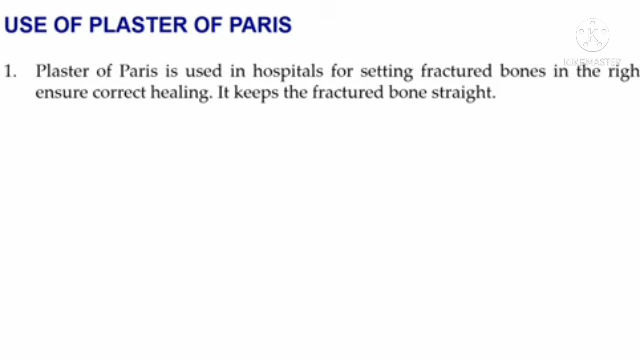 USE OF PLASTER OF PARIS
KINEMASTER
1. Plaster of Paris is used in hospitals for setting fractured bones in the righ
ensure correct healing. It keeps the fractured bone straight.